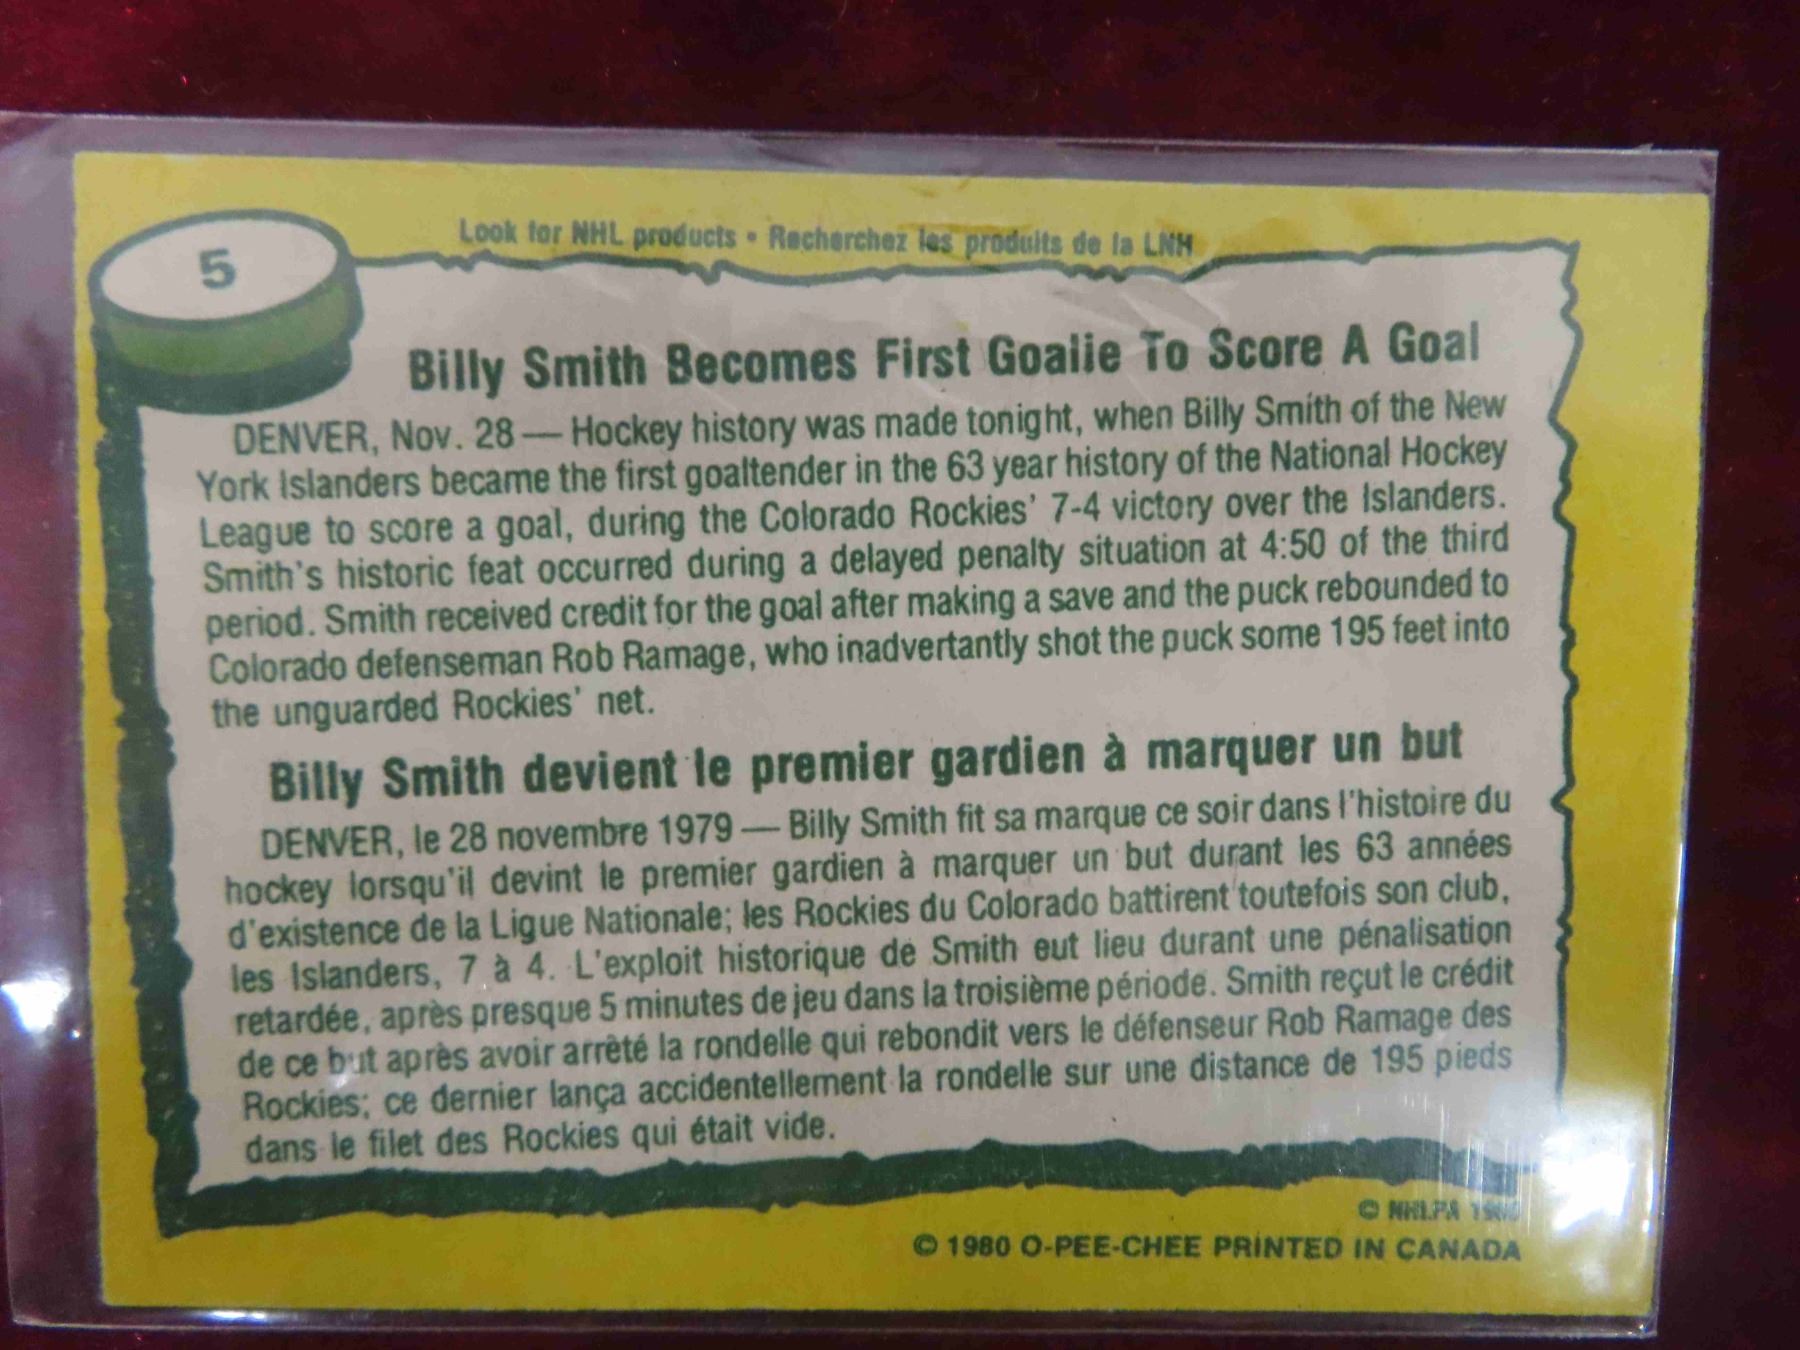 5
Look for NHL products • Recherchez les produits de la LNH
Billy Smith Becomes First Goalie To Score A Goal
DENVER, Nov. 28 — Hockey history was made tonight, when Billy Smith of the New
York Islanders became the first goaltender in the 63 year history of the National Hockey
League to score a goal, during the Colorado Rockies' 7-4 victory over the Islanders.
Smith's historic feat occurred during a delayed penalty situation at 4:50 of the third
period. Smith received credit for the goal after making a save and the puck rebounded to
Colorado defenseman Rob Ramage, who inadvertantly shot the puck some 195 feet into
the unguarded Rockies' net.
Billy Smith devient le premier gardien à marquer un but
DENVER, le 28 novembre 1979 — Billy Smith fit sa marque ce soir dans l'histoire du
hockey lorsqu'il devint le premier gardien à marquer un but durant les 63 années
d'existence de la Ligue Nationale; les Rockies du Colorado battirent toutefois son club,
les Islanders, 7 à 4. L'exploit historique de Smith eut lieu durant une pénalisation
retardée, après presque 5 minutes de jeu dans la troisième période. Smith reçut le crédit
de ce but après avoir arrêté la rondelle qui rebondit vers le défenseur Rob Ramage des
Rockies; ce dernier lança accidentellement la rondelle sur une distance de 195 pieds
dans le filet des Rockies qui était vide.
© NHLPA
© 1980 O-PEE-CHEE PRINTED IN CANADA